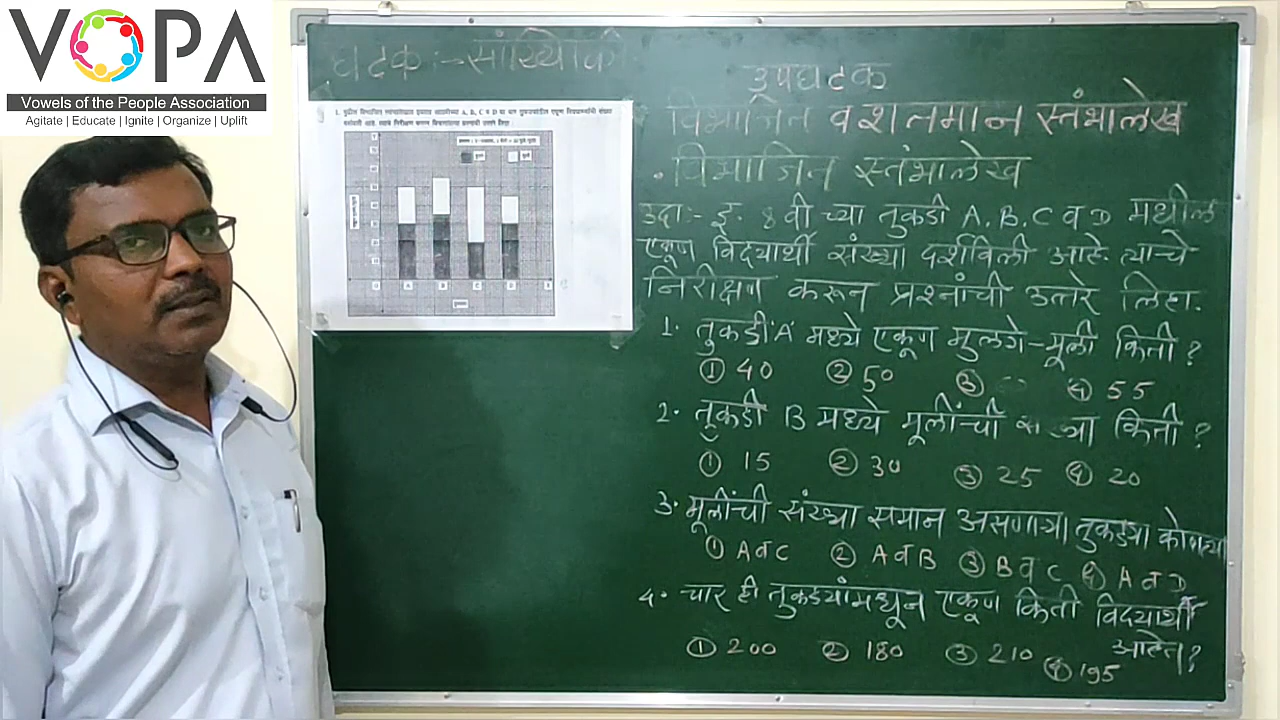 VOPA
Vowels of the People Association
Agitate | Educate | Ignite | Organize | Uplift
घटक :- सांख्यिकी
उपघटक
विभाजित व शतमान स्तंभालेख
• विभाजित स्तंभालेख
उदा:- इ. 8 वी च्या तुकडी A, B, C व D मधील
एकूण विद्यार्थी संख्या दर्शविली आहे. त्याचे
निरीक्षण करून प्रश्नांची उत्तरे लिहा.
1. तुकडी 'A' मध्ये एकूण मुलगे-मूली किती ?
① 40 ② 50 ③ ④ 55
2. तुकडी B मध्ये मूलींची किती ?
① 15 ② 30 ③ 25 ④ 20
3. मूलींची संख्या समान असणाऱ्या तुकड्या कोणत्या
① A व C ② A व B ③ B व C ④ A व D
4. चार ही तुकडयांमधून एकूण किती विदयार्थी
आहेत ?
① 200 ② 180 ③ 210 ④ 195
A B C D